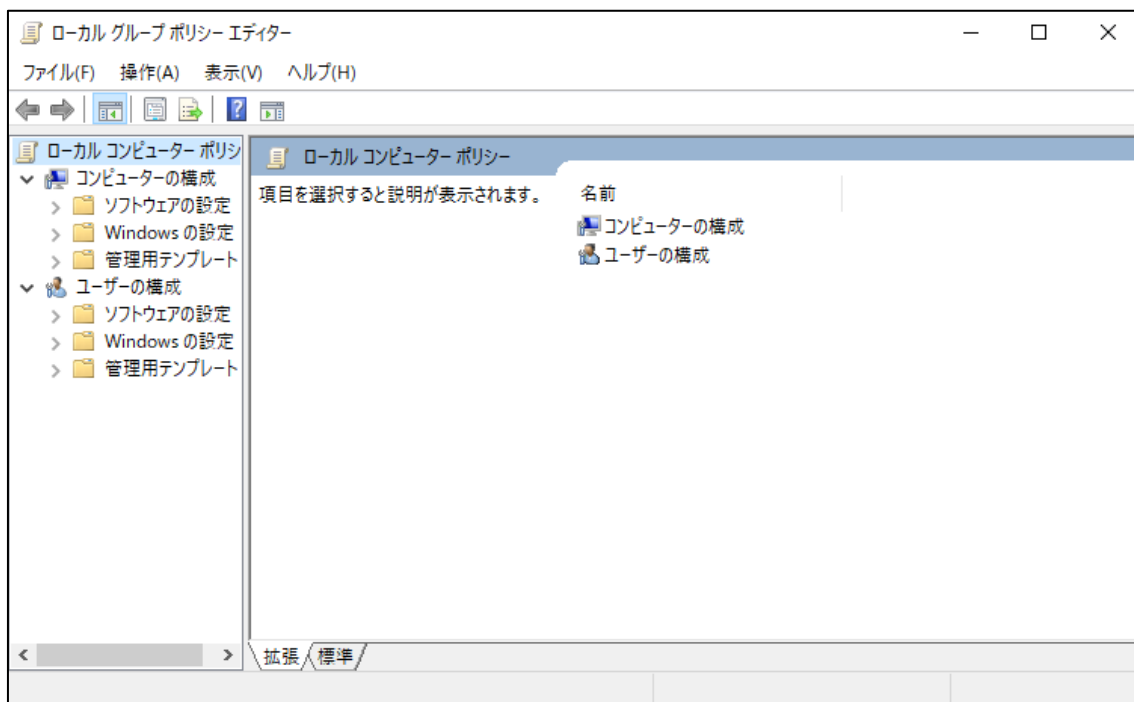 ローカル グループ ポリシー エディター
ファイル(F) 操作(A) 表示(V) ヘルプ(H)
ローカル コンピューター ポリシ
コンピューターの構成
ソフトウェアの設定
Windows の設定
管理用テンプレート
ユーザーの構成
ソフトウェアの設定
Windows の設定
管理用テンプレート
ローカル コンピューター ポリシー
項目を選択すると説明が表示されます。
名前
コンピューターの構成
ユーザーの構成
拡張 標準